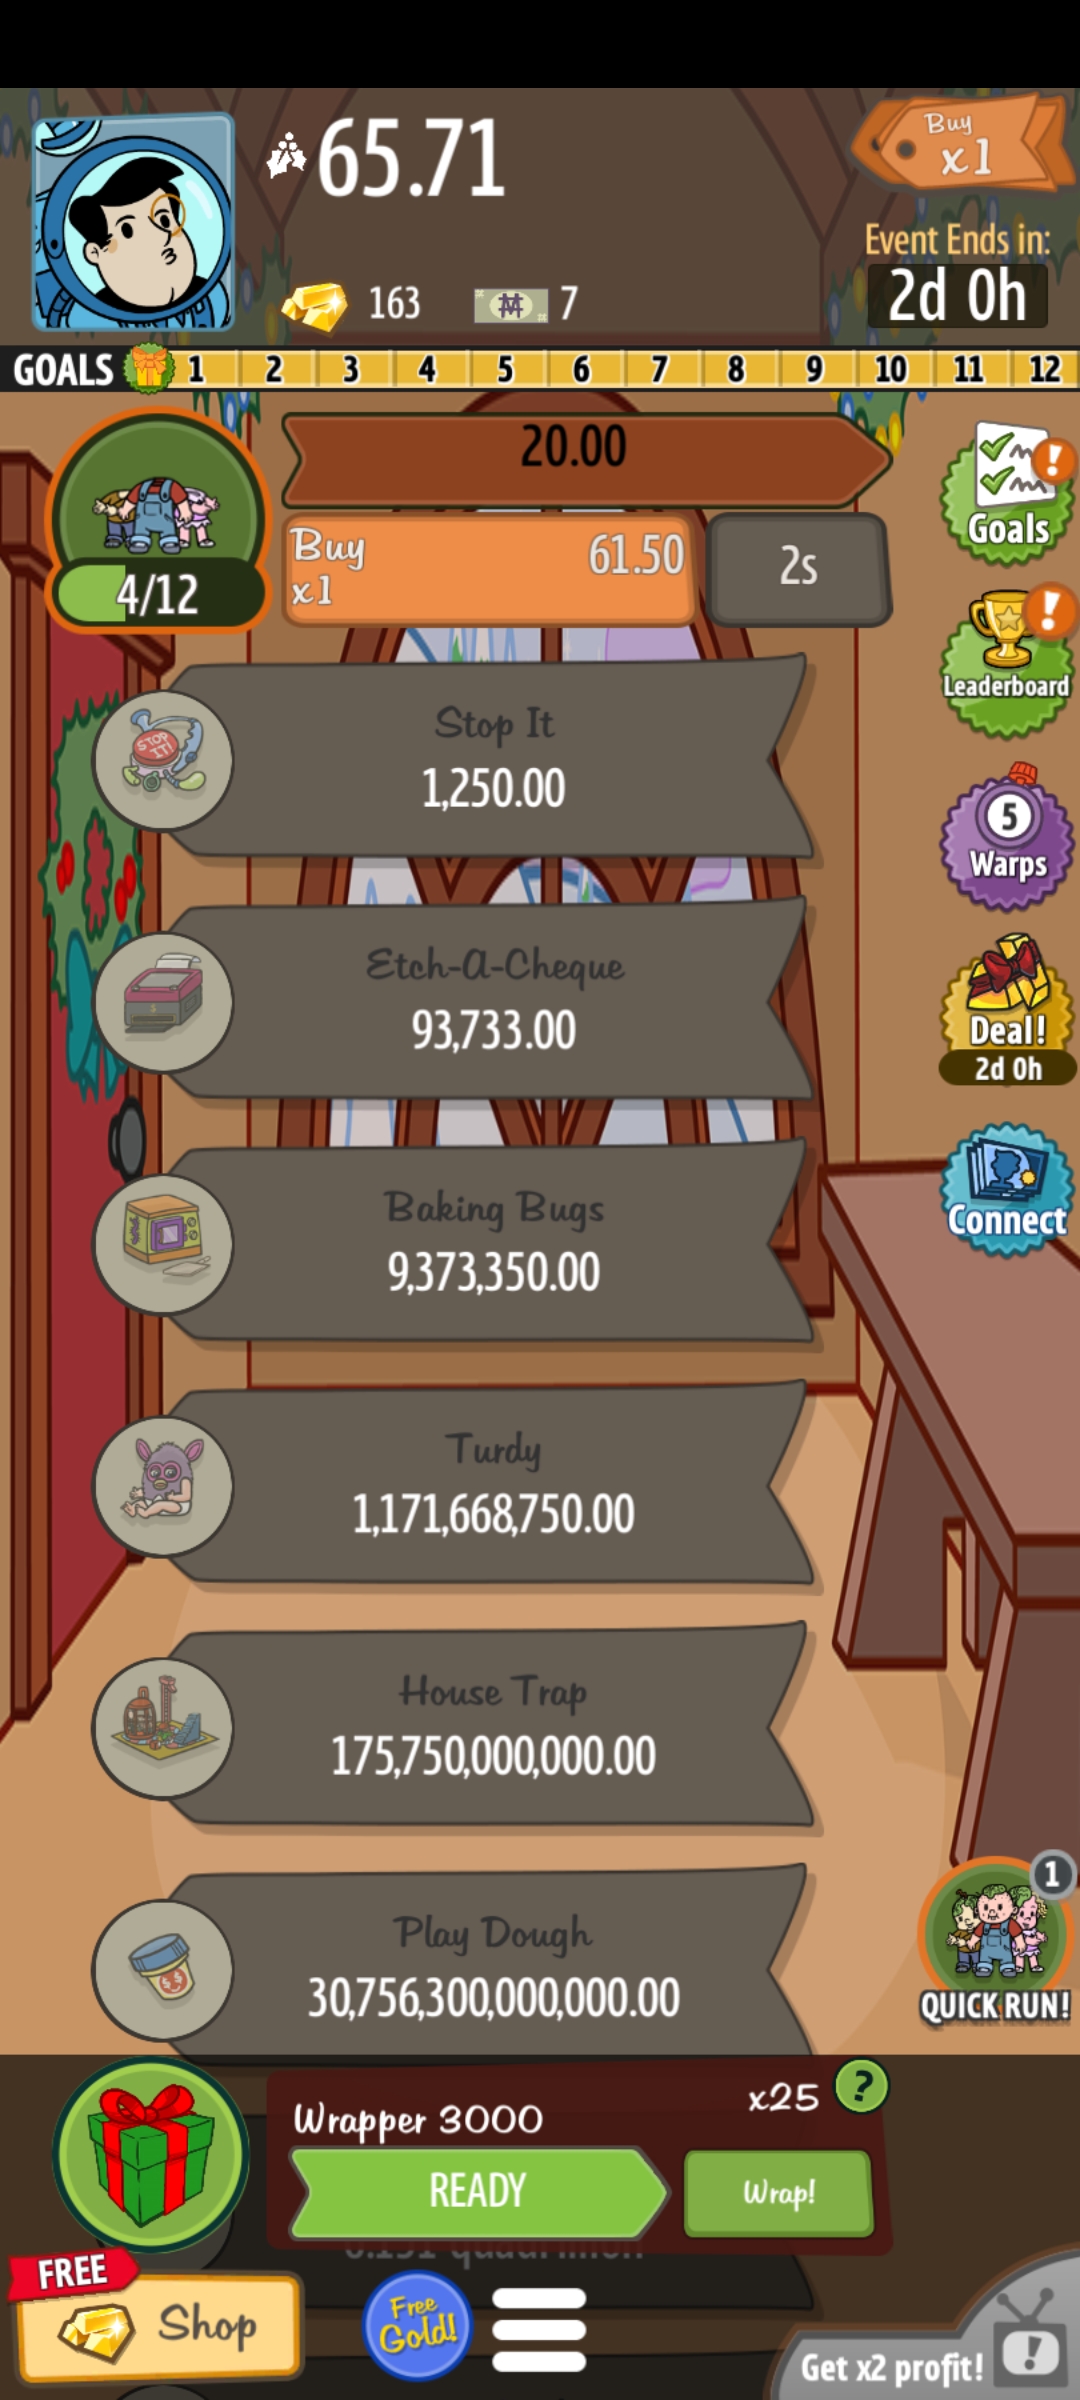 65.71
Buy
x1
163
7
Event Ends in:
2d 0h
GOALS 1 2 3 4 5 6 7 8 9 10 11 12
20.00
4/12
Buy
x1
61.50
2s
Goals
Leaderboard
Stop It
1,250.00
STOP
IT!
5
Warps
Etch-A-Cheque
93,733.00
Deal!
2d 0h
Baking Bugs
9,373,350.00
Connect
Turdy
1,171,668,750.00
House Trap
175,750,000,000.00
Play Dough
30,756,300,000,000.00
1
QUICK RUN!
Wrapper 3000
x25
?
READY
Wrap!
FREE
Shop
Free
Gold!
Get x2 profit!